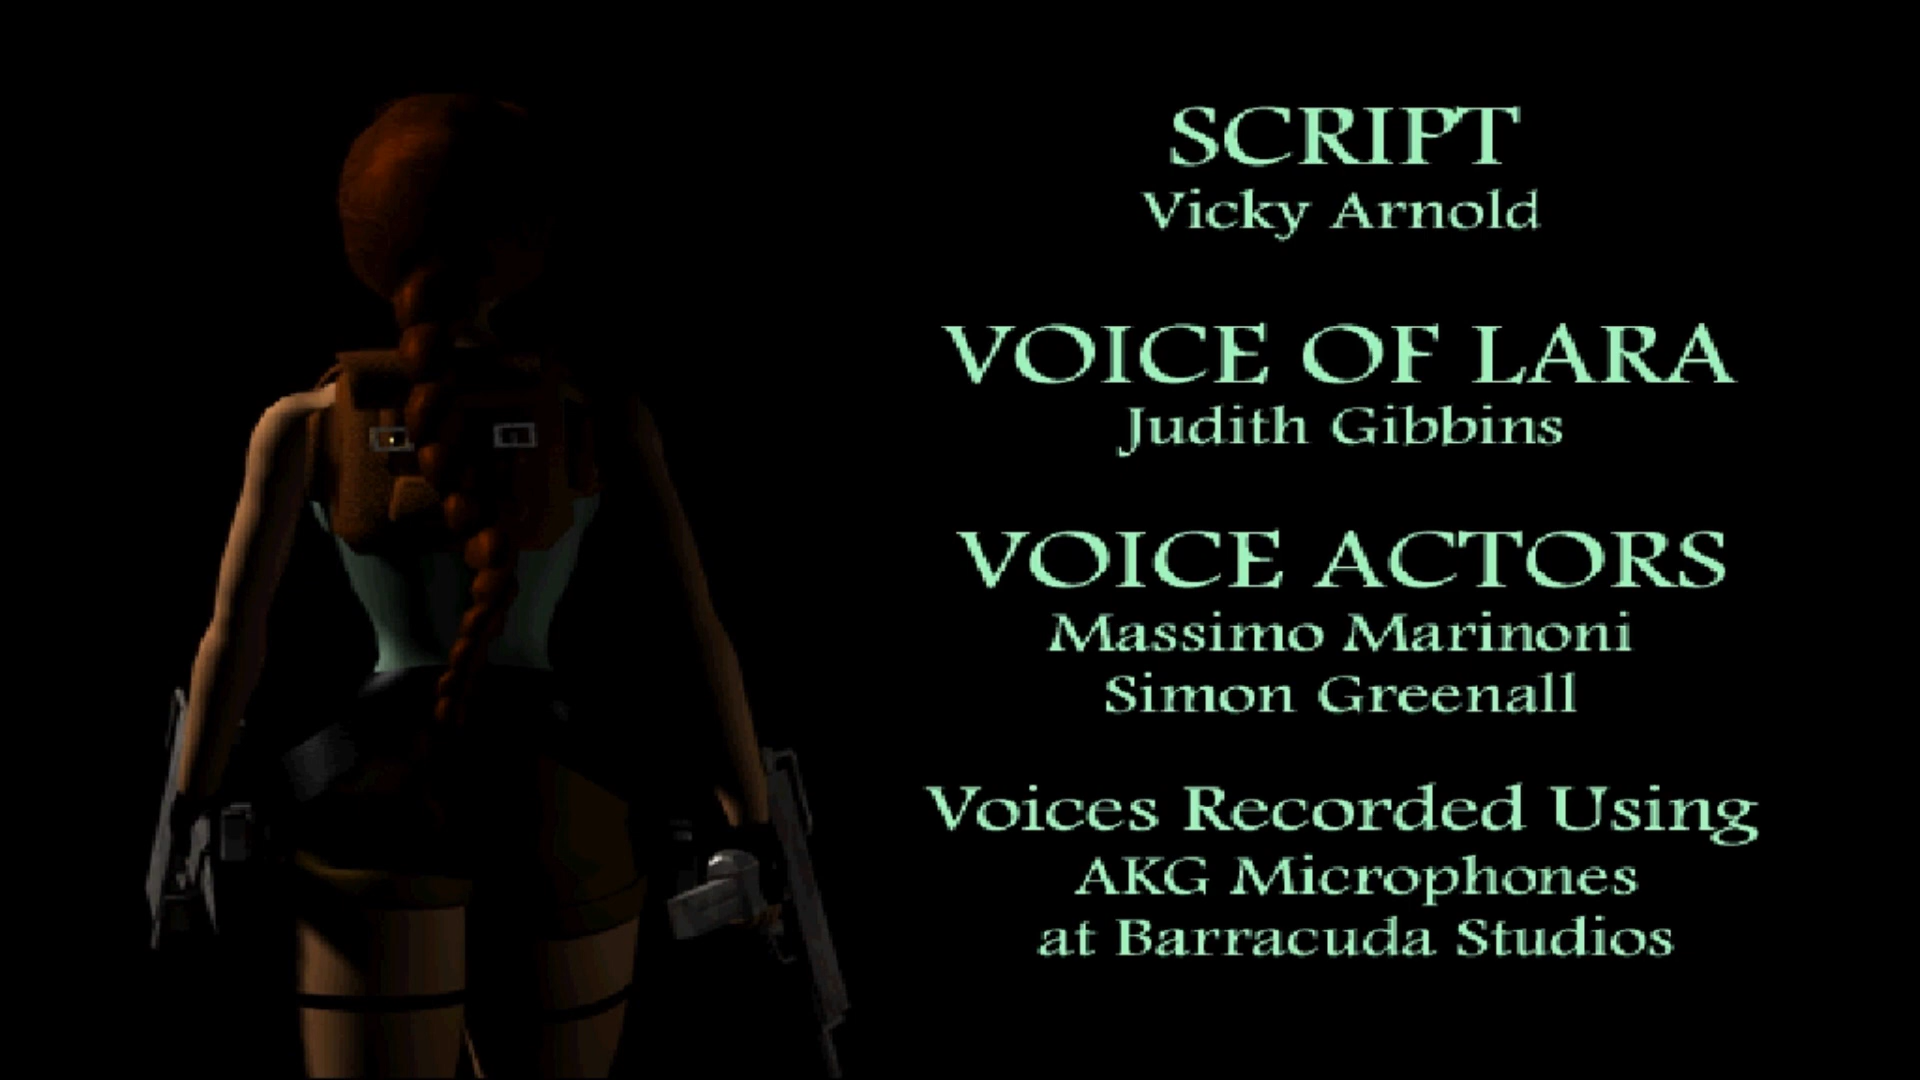 SCRIPT
Vicky Arnold
VOICE OF LARA
Judith Gibbins
VOICE ACTORS
Massimo Marinoni
Simon Greenall
Voices Recorded Using
AKG Microphones
at Barracuda Studios